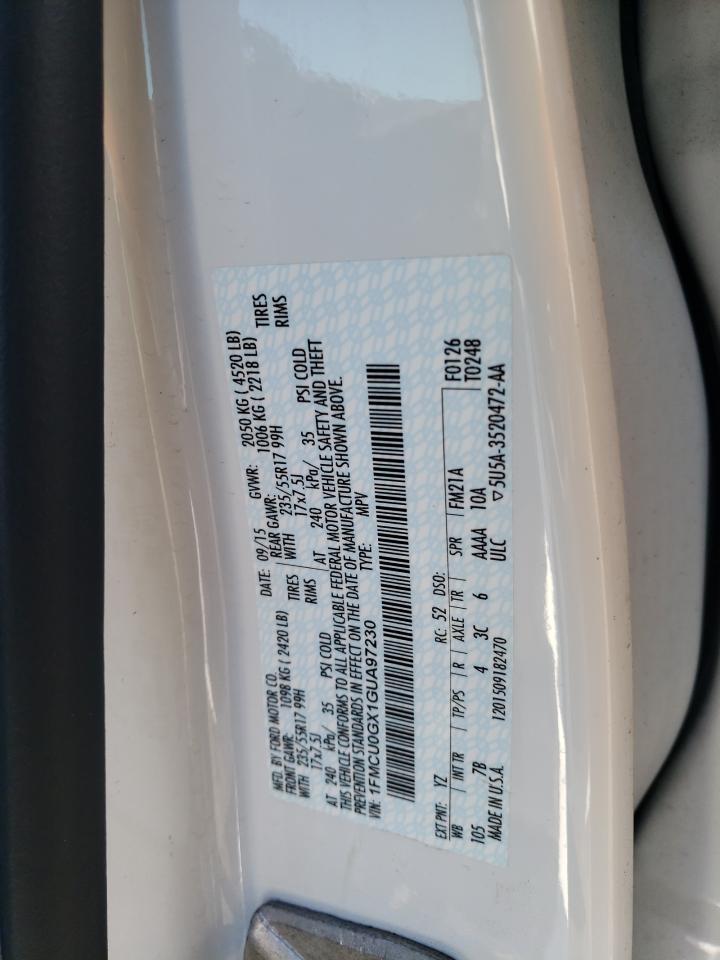 MFD. BY FORD MOTOR CO. DATE: 09/15 GVWR: 2050 KG ( 4520 LB)
FRONT GAWR: 1098 KG ( 2420 LB) REAR GAWR: 1006 KG ( 2218 LB)
WITH 235/55R17 99H TIRES WITH 235/55R17 99H TIRES
17x7.5J RIMS 17x7.5J RIMS
AT 240 kPa/ 35 PSI COLD AT 240 kPa/ 35 PSI COLD
THIS VEHICLE CONFORMS TO ALL APPLICABLE FEDERAL MOTOR VEHICLE SAFETY AND THEFT
PREVENTION STANDARDS IN EFFECT ON THE DATE OF MANUFACTURE SHOWN ABOVE.
VIN: 1FMCU0GX1GUA97230 TYPE: MPV
EXT PNT: YZ RC: 52 DSO: F0126
WB INT TR TP/PS R AXLE TR SPR FM21A T0248
105 7B 4 3C 6 AAAA 10A
MADE IN U.S.A. 1201509182470 ULC ▽5U5A-3520472-AA